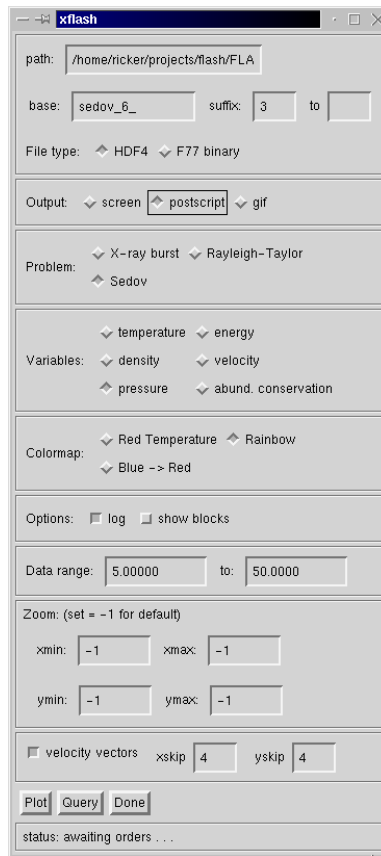 xflash
path: /home/ricker/projects/flash/FLA
base: sedov_6_ suffix: 3 to
File type: HDF4 F77 binary
Output: screen postscript gif
X-ray burst Rayleigh-Taylor
Problem:
Sedov
temperature energy
Variables: density velocity
pressure abund. conservation
Red Temperature Rainbow
Colormap:
Blue -> Red
Options: log show blocks
Data range: 5.00000 to: 50.0000
Zoom: (set = -1 for default)
xmin: -1 xmax: -1
ymin: -1 ymax: -1
velocity vectors xskip 4 yskip 4
Plot Query Done
status: awaiting orders . . .